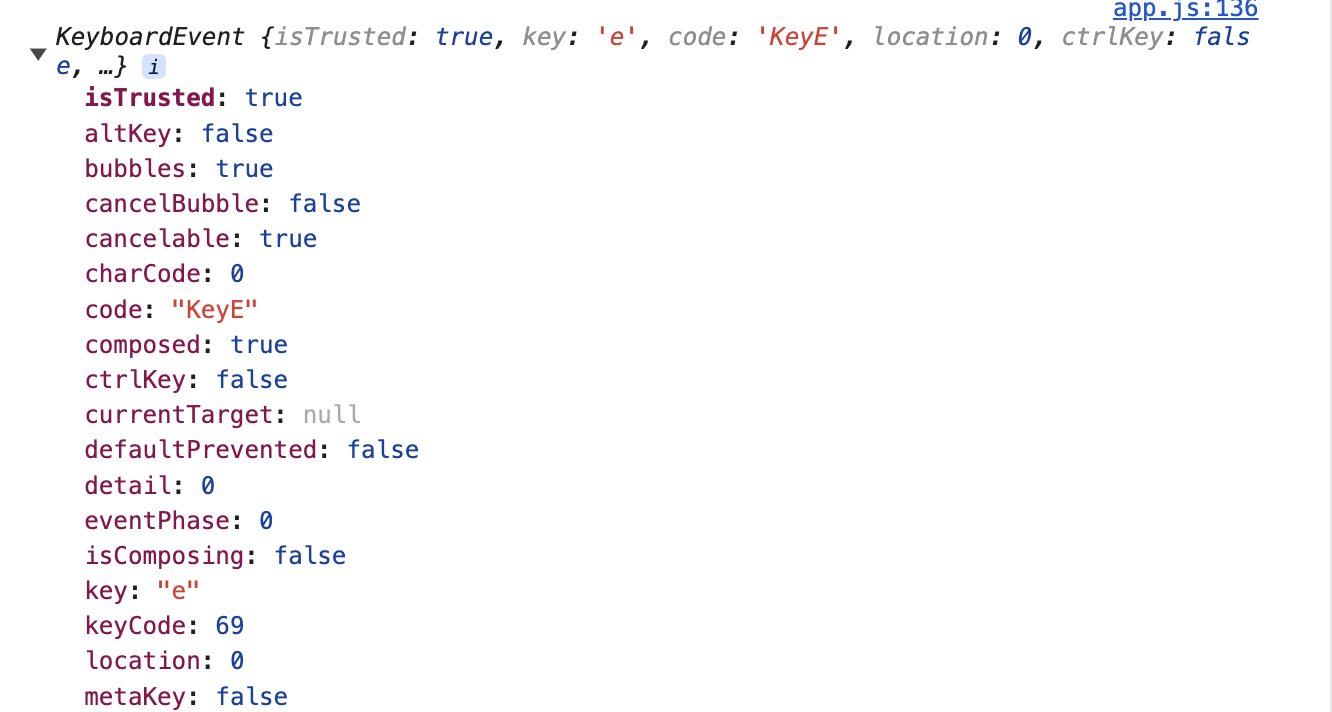 app.js:136
KeyboardEvent {isTrusted: true, key: 'e', code: 'KeyE', location: 0, ctrlKey: fals
e, …} i
isTrusted: true
altKey: false
bubbles: true
cancelBubble: false
cancelable: true
charCode: 0
code: "KeyE"
composed: true
ctrlKey: false
currentTarget: null
defaultPrevented: false
detail: 0
eventPhase: 0
isComposing: false
key: "e"
keyCode: 69
location: 0
metaKey: false